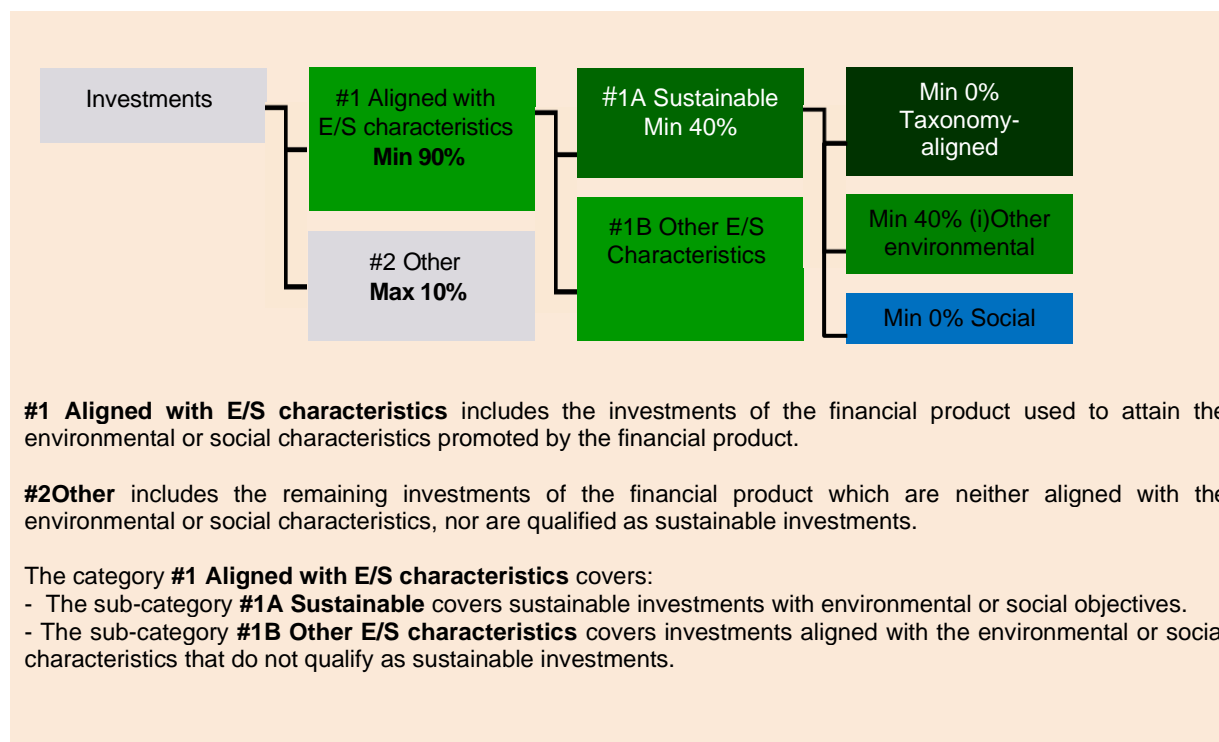 Investments
#1 Aligned with
E/S characteristics
Min 90%
#2 Other
Max 10%
#1A Sustainable
Min 40%
#1B Other E/S
Characteristics
Min 0%
Taxonomy-
aligned
Min 40% (i)Other
environmental
Min 0% Social
#1 Aligned with E/S characteristics includes the investments of the financial product used to attain the
environmental or social characteristics promoted by the financial product.
#2Other includes the remaining investments of the financial product which are neither aligned with the
environmental or social characteristics, nor are qualified as sustainable investments.
The category #1 Aligned with E/S characteristics covers:
- The sub-category #1A Sustainable covers sustainable investments with environmental or social objectives.
- The sub-category #1B Other E/S characteristics covers investments aligned with the environmental or social
characteristics that do not qualify as sustainable investments.